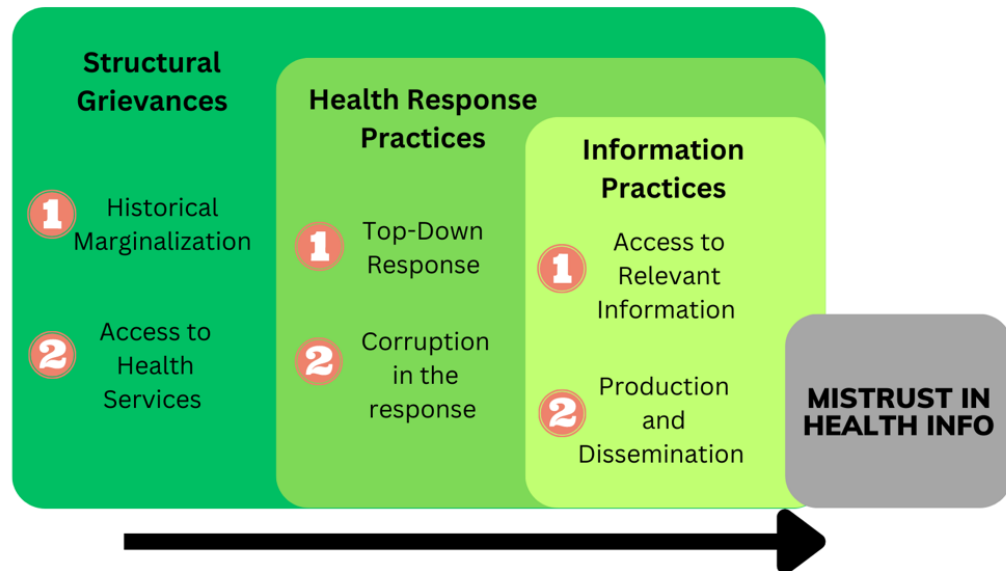 Structural
Grievances
1
Historical
Marginalization
2
Access to
Health
Services
Health Response
Practices
1
Top-Down
Response
2
Corruption
in the
response
Information
Practices
1
Access to
Relevant
Information
2
Production
and
Dissemination
MISTRUST IN
HEALTH INFO